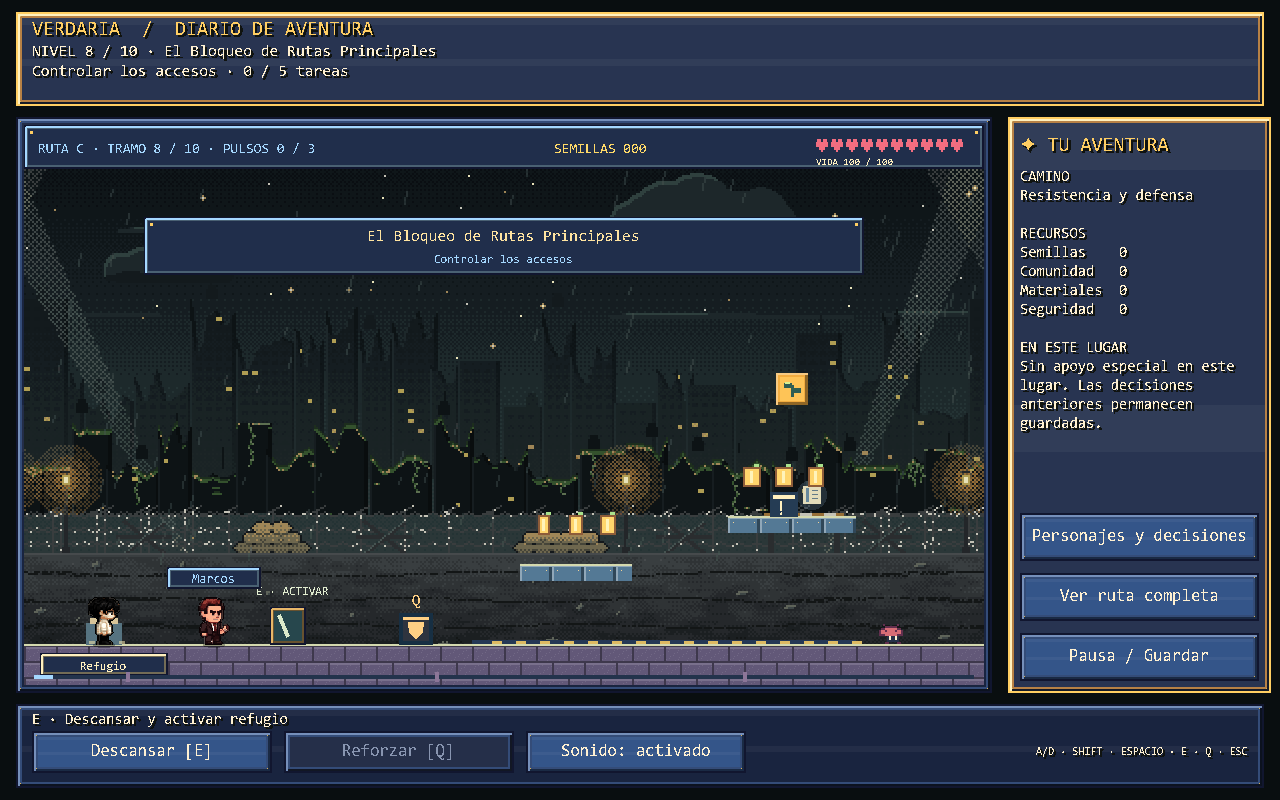 VERDARIA / DIARIO DE AVENTURA
NIVEL 8 / 10 · El Bloqueo de Rutas Principales
Controlar los accesos · 0 / 5 tareas
RUTA C · TRAMO 8 / 10 · PULSOS 0 / 3
SEMILLAS 000
VIDA 100 / 100
El Bloqueo de Rutas Principales
Controlar los accesos
Marcos
E · ACTIVAR
Q
!
Refugio
✦ TU AVENTURA
CAMINO
Resistencia y defensa
RECURSOS
Semillas 0
Comunidad 0
Materiales 0
Seguridad 0
EN ESTE LUGAR
Sin apoyo especial en este
lugar. Las decisiones
anteriores permanecen
guardadas.
Personajes y decisiones
Ver ruta completa
Pausa / Guardar
E · Descansar y activar refugio
Descansar [E]
Reforzar [Q]
Sonido: activado
A/D · SHIFT · ESPACIO · E · Q · ESC